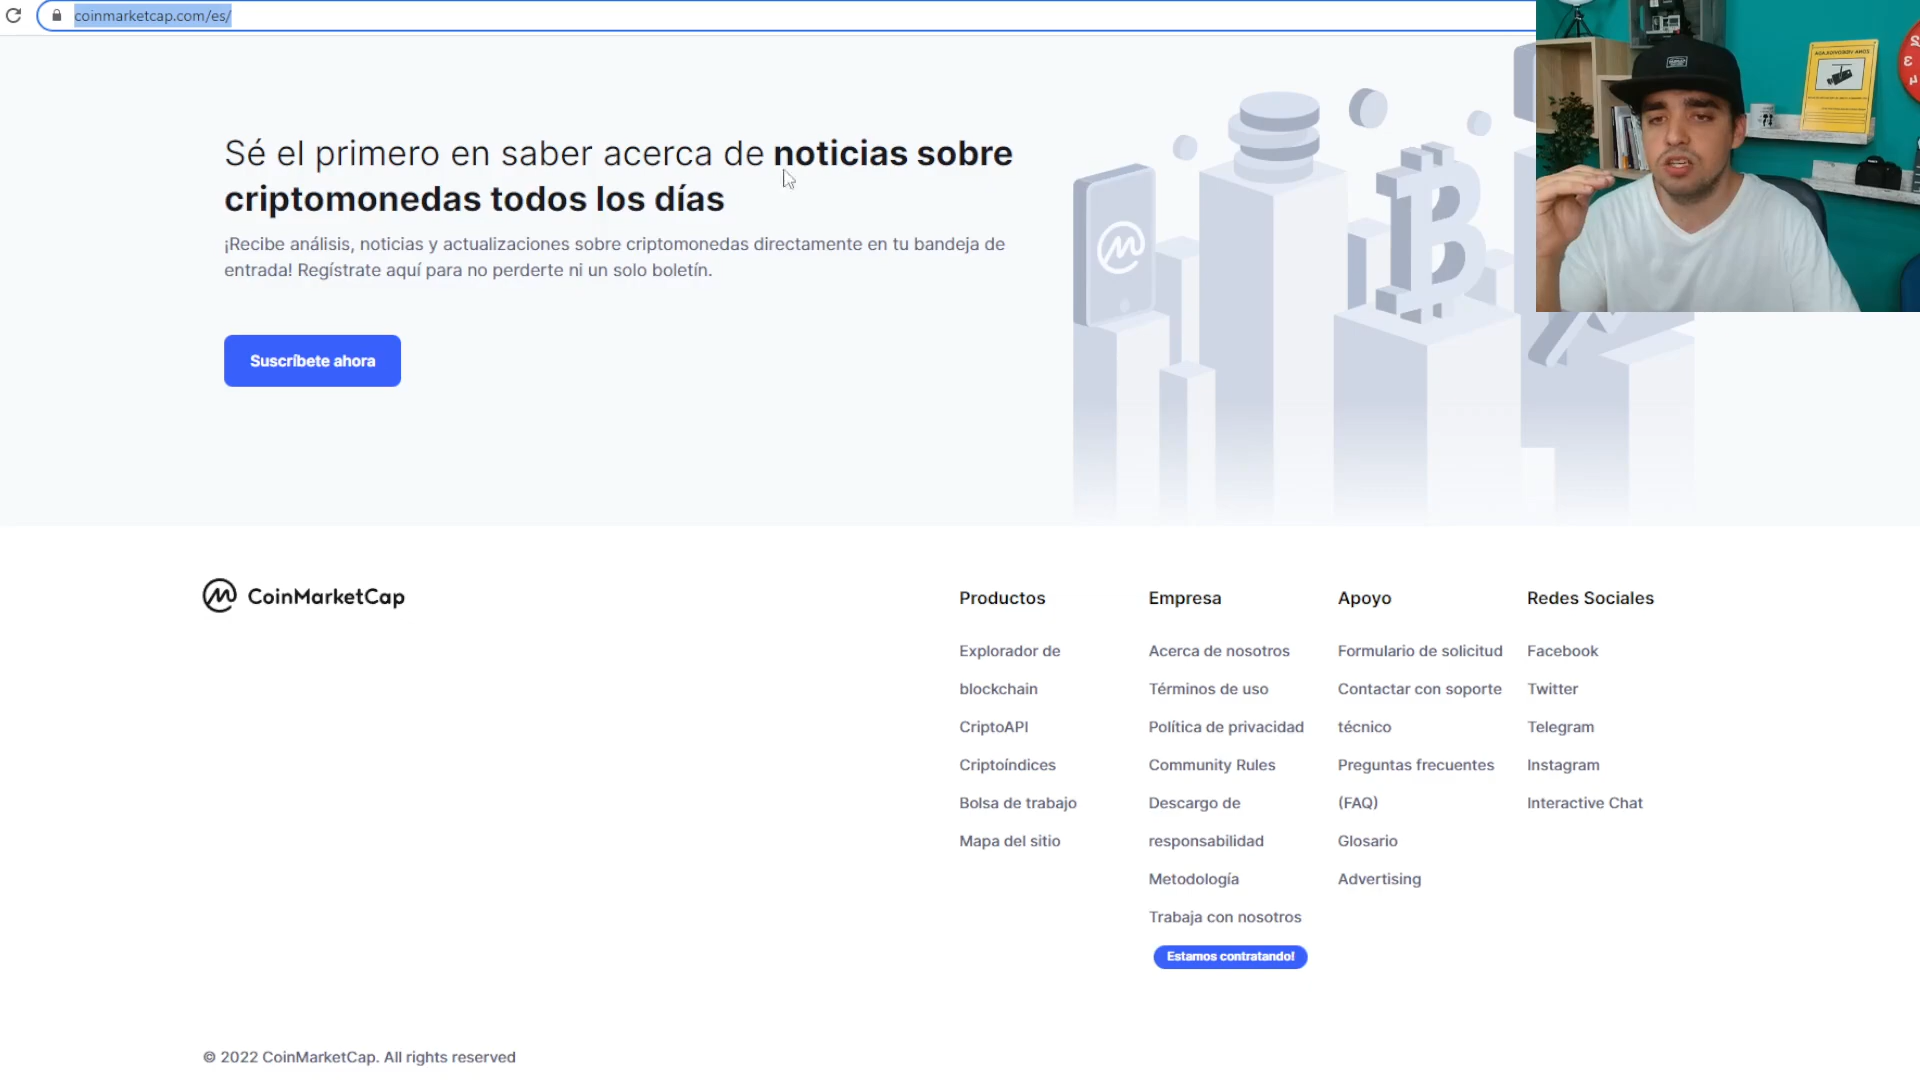 coinmarketcap.com/es/
Sé el primero en saber acerca de noticias sobre
criptomonedas todos los días
¡Recibe análisis, noticias y actualizaciones sobre criptomonedas directamente en tu bandeja de
entrada! Regístrate aquí para no perderte ni un solo boletín.
Suscríbete ahora
CoinMarketCap
Productos
Explorador de
blockchain
CriptoAPI
Criptoíndices
Bolsa de trabajo
Mapa del sitio
Empresa
Acerca de nosotros
Términos de uso
Política de privacidad
Community Rules
Descargo de
responsabilidad
Metodología
Trabaja con nosotros
Estamos contratando!
Apoyo
Formulario de solicitud
Contactar con soporte
técnico
Preguntas frecuentes
(FAQ)
Glosario
Advertising
Redes Sociales
Facebook
Twitter
Telegram
Instagram
Interactive Chat
© 2022 CoinMarketCap. All rights reserved